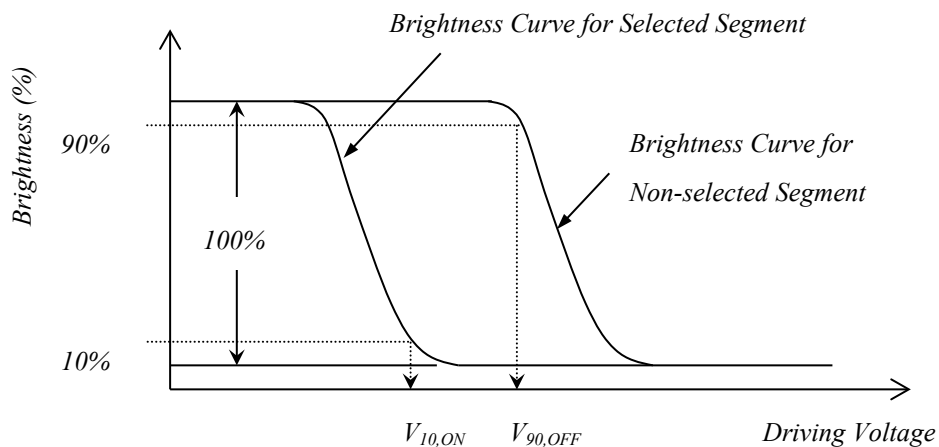 Brightness Curve for Selected Segment
Brightness (%)
90%
Brightness Curve for
Non-selected Segment
100%
10%
V10,ON
V90,OFF
Driving Voltage